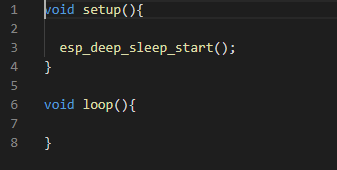 1 void setup(){
2
3 esp_deep_sleep_start();
4 }
5
6 void loop(){
7
8 }